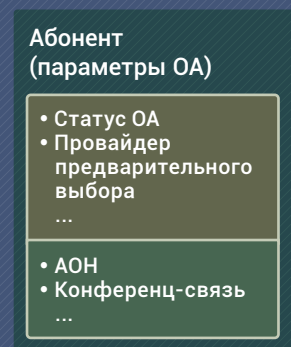 Абонент
(параметры ОА)
• Статус ОА
• Провайдер
предварительного
выбора
...
• АОН
• Конференц-связь
...